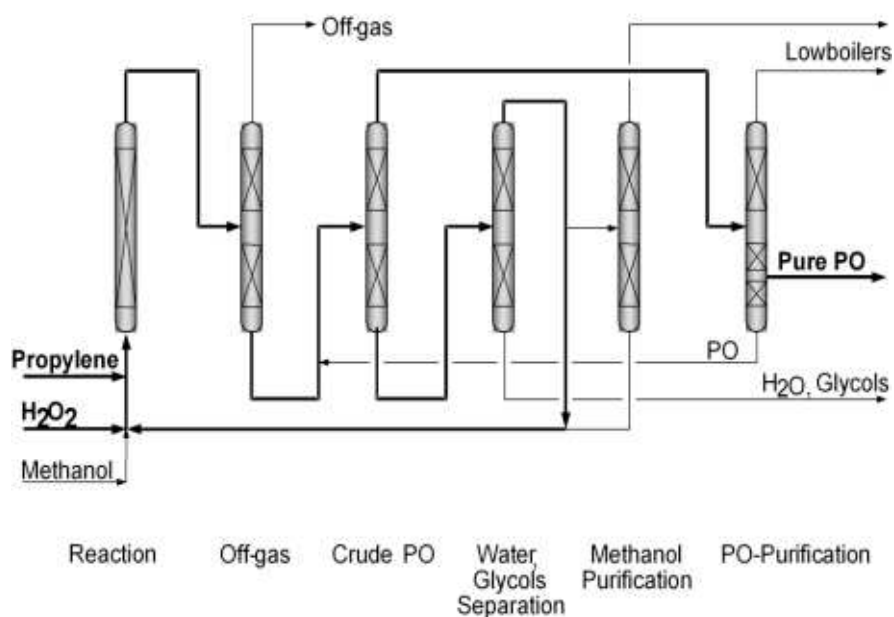 Off-gas
Lowboilers
Pure PO
Propylene
PO
H2O, Glycols
H2O2
Methanol
Reaction
Off-gas
Crude PO
Water,
Glycols
Separation
Methanol
Purification
PO-Purification